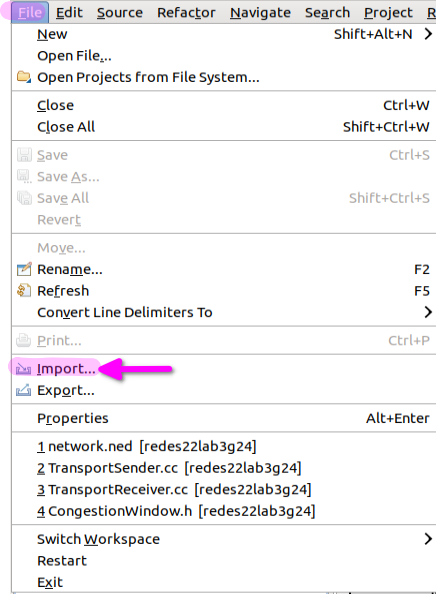 File Edit Source Refactor Navigate Search Project R
New Shift+Alt+N
Open File...
Open Projects from File System...
Close Ctrl+W
Close All Shift+Ctrl+W
Save Ctrl+S
Save As...
Save All Shift+Ctrl+S
Revert
Move...
Rename... F2
Refresh F5
Convert Line Delimiters To
Print... Ctrl+P
Import...
Export...
Properties Alt+Enter
1 network.ned [redes22lab3g24]
2 TransportSender.cc [redes22lab3g24]
3 TransportReceiver.cc [redes22lab3g24]
4 CongestionWindow.h [redes22lab3g24]
Switch Workspace
Restart
Exit